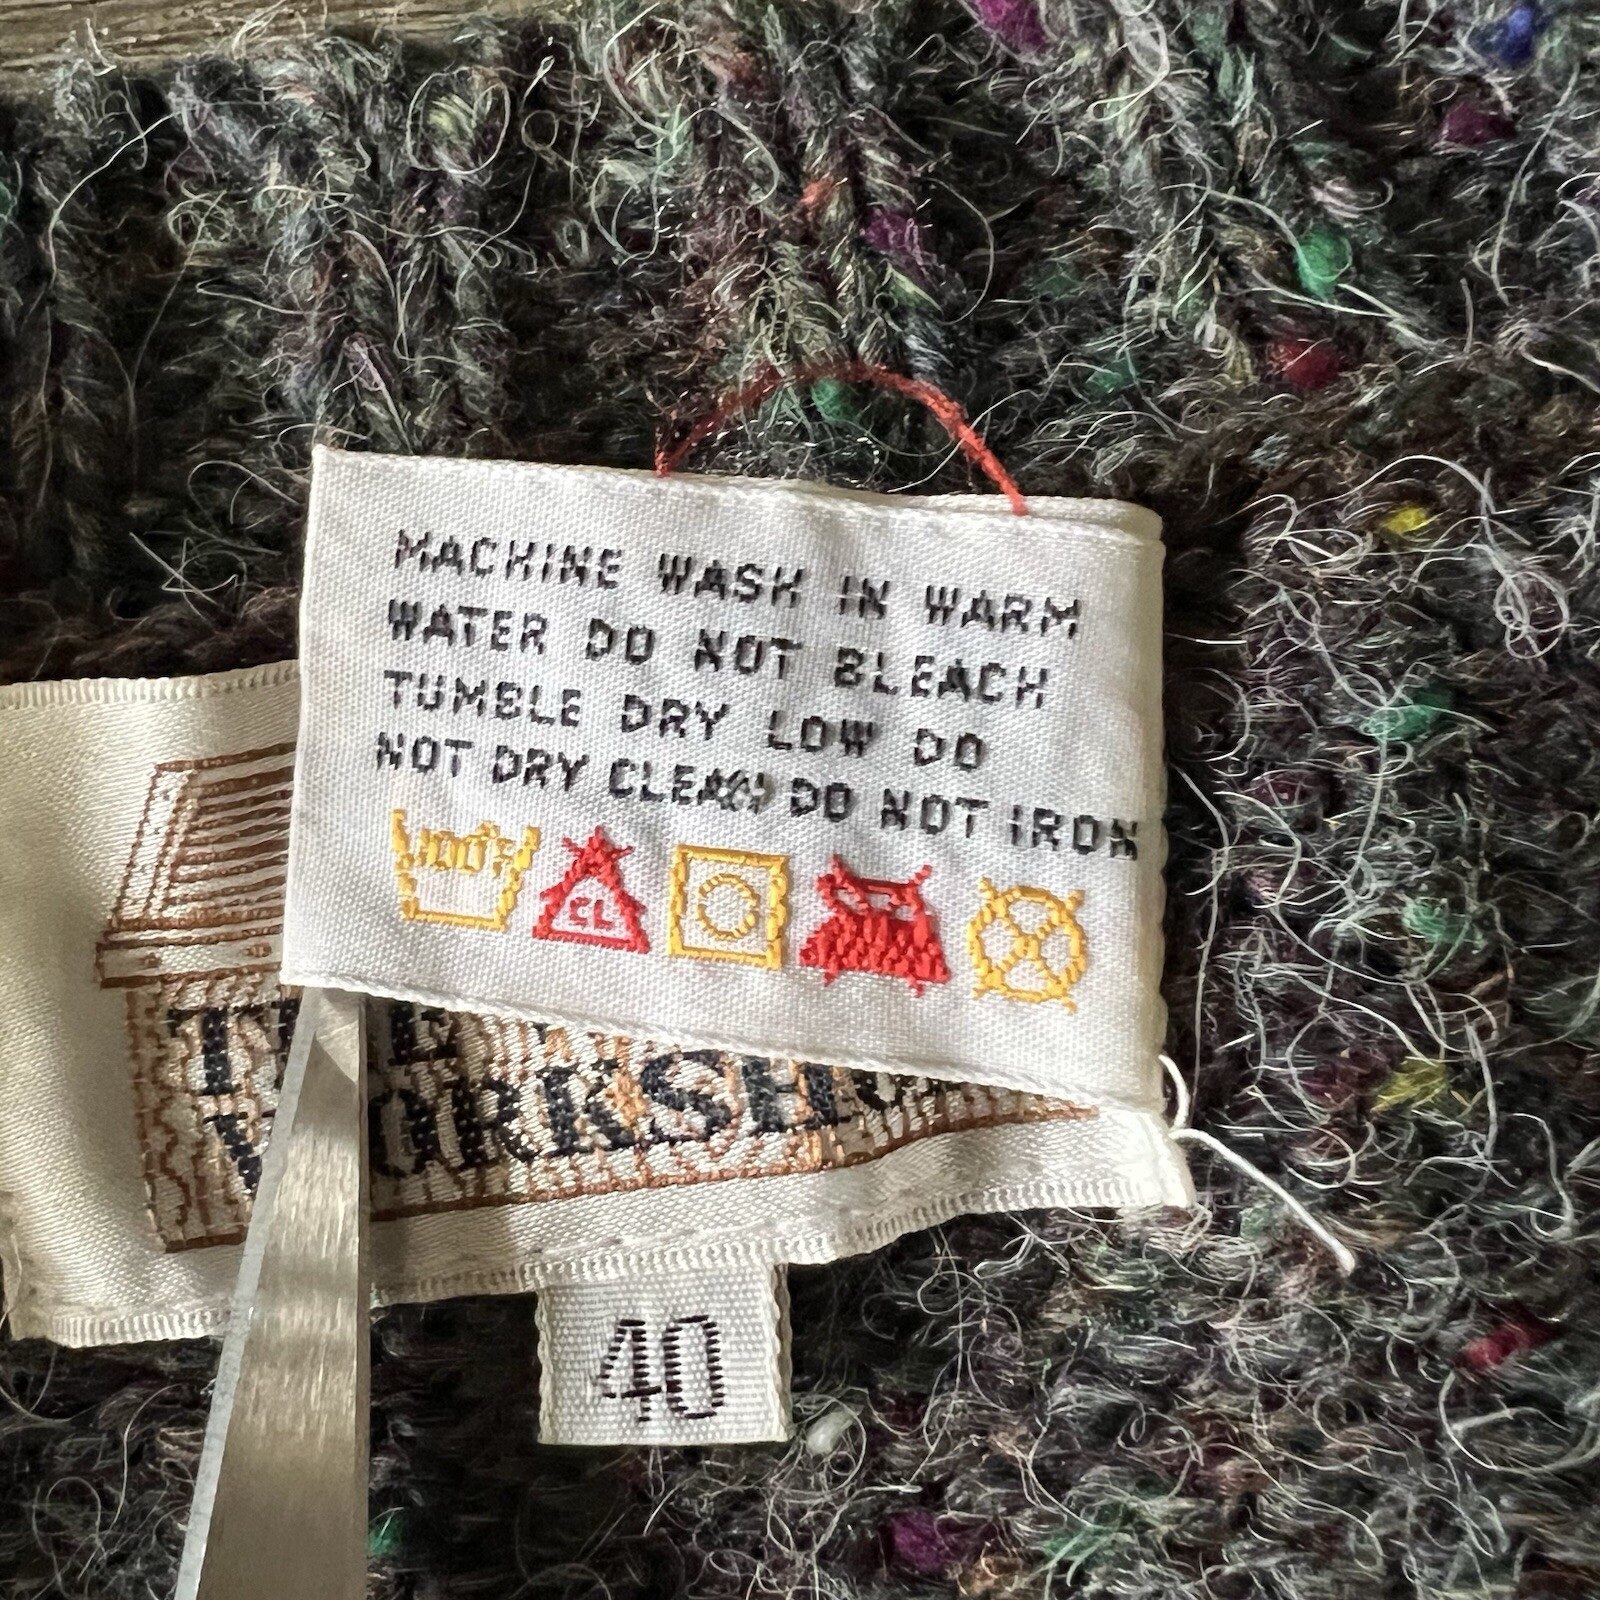 MACHINE WASH IN WARM
WATER DO NOT BLEACH
TUMBLE DRY LOW DO
NOT DRY CLEAN DO NOT IRON
100°F
CL
WORKSHOP
40